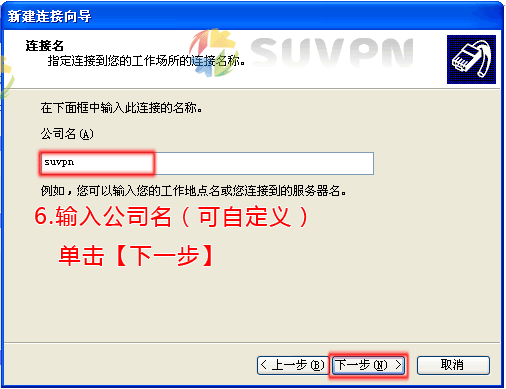 新建连接向导
连接名
指定连接到您的工作场所的连接名称。
SUVPN
在下面框中输入此连接的名称。
公司名(A)
suvpn
例如，您可以输入您的工作地点名或您连接到的服务器名。
6.输入公司名（可自定义）
单击【下一步】
< 上一步(B) 下一步(N) > 取消